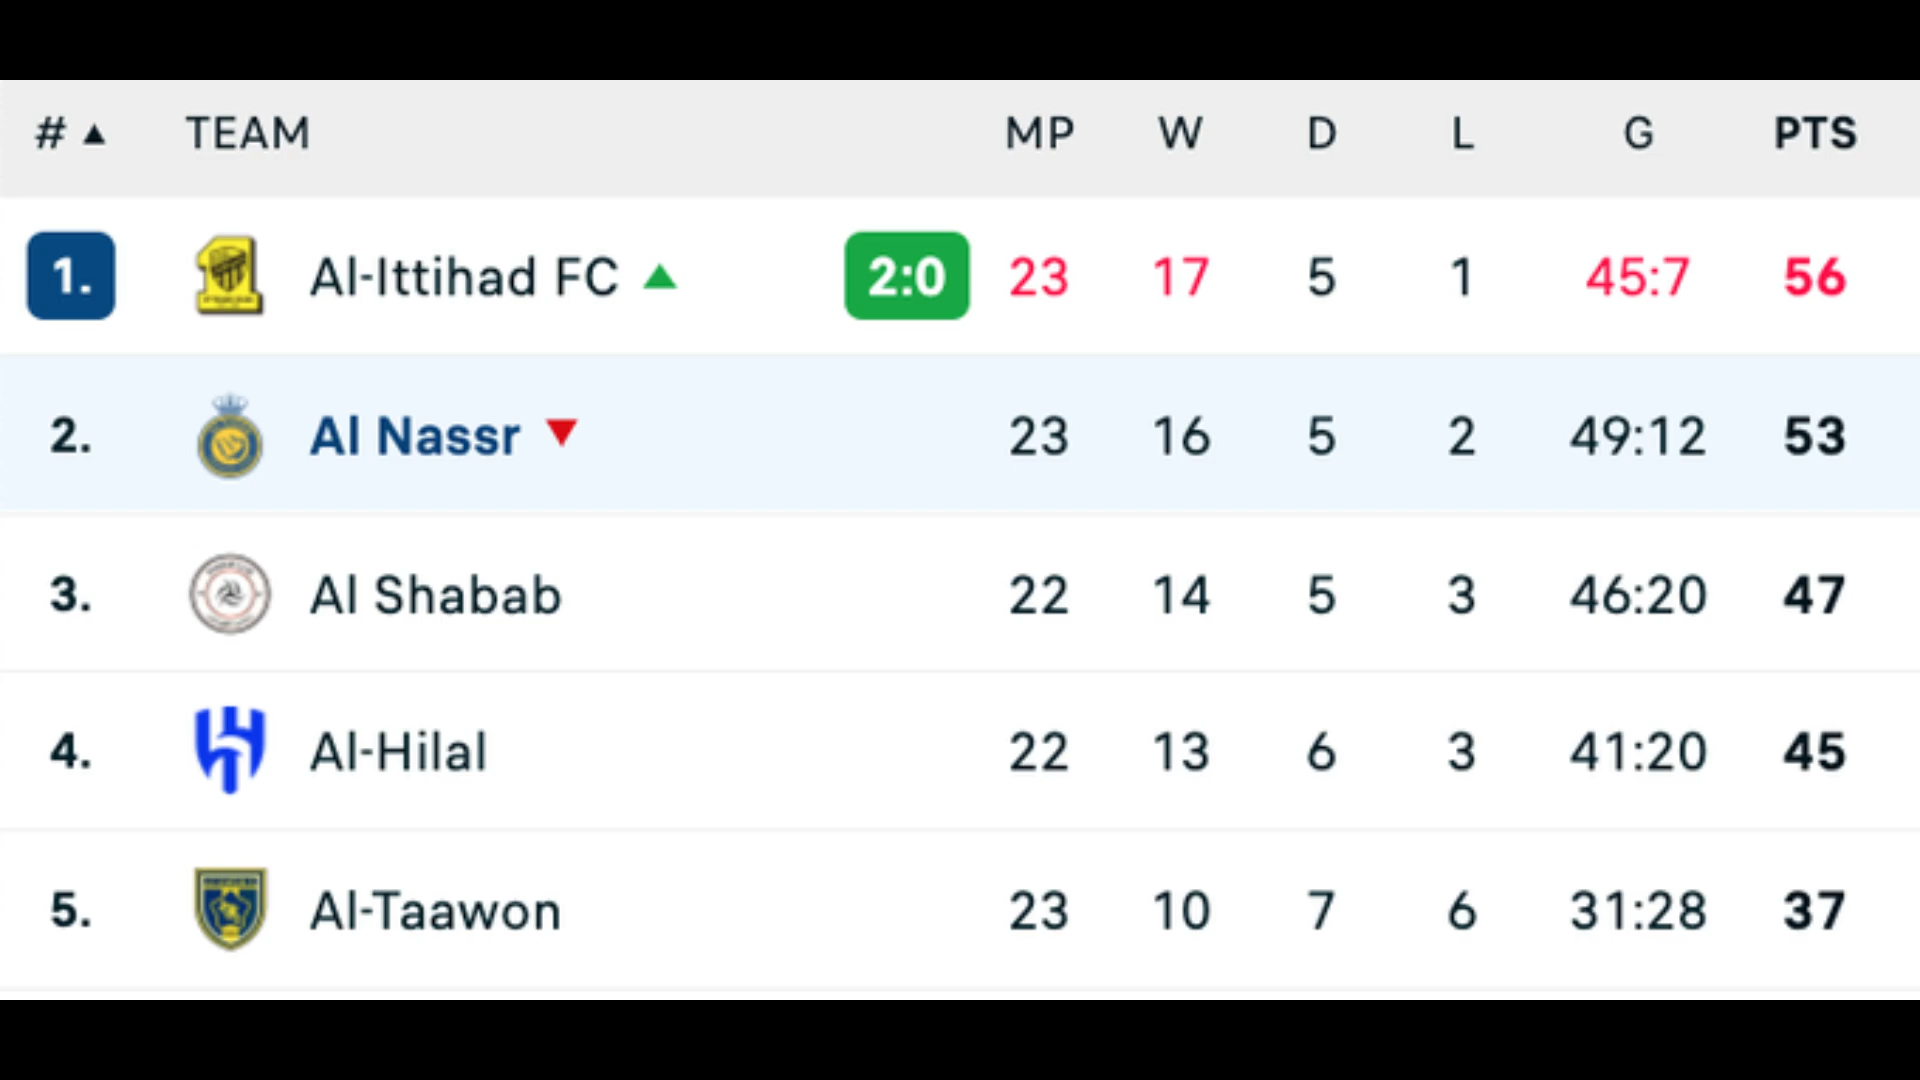 # ▲ TEAM MP W D L G PTS
1. Al-Ittihad FC ▲ 2:0 23 17 5 1 45:7 56
2. Al Nassr ▼ 23 16 5 2 49:12 53
3. Al Shabab 22 14 5 3 46:20 47
4. Al-Hilal 22 13 6 3 41:20 45
5. Al-Taawon 23 10 7 6 31:28 37